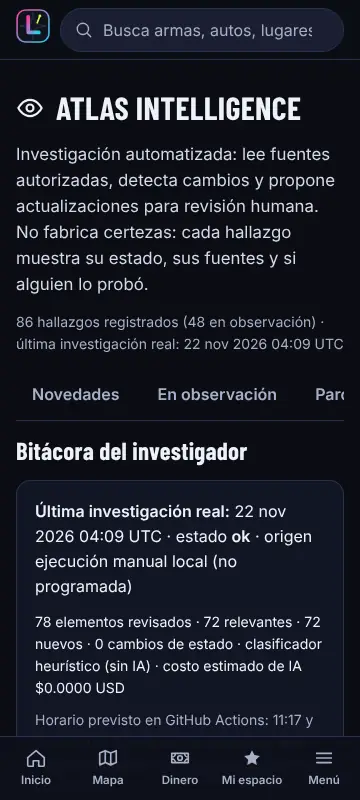 Busca armas, autos, lugares
ATLAS INTELLIGENCE
Investigación automatizada: lee fuentes
autorizadas, detecta cambios y propone
actualizaciones para revisión humana.
No fabrica certezas: cada hallazgo
muestra su estado, sus fuentes y si
alguien lo probó.
86 hallazgos registrados (48 en observación) ·
última investigación real: 22 nov 2026 04:09 UTC
Novedades En observación
Bitácora del investigador
Última investigación real: 22 nov
2026 04:09 UTC · estado ok · origen
ejecución manual local (no
programada)
78 elementos revisados · 72 relevantes · 72
nuevos · 0 cambios de estado · clasificador
heurístico (sin IA) · costo estimado de IA
$0.0000 USD
Horario previsto en GitHub Actions: 11:17 y
Inicio Mapa Dinero Mi espacio Menú